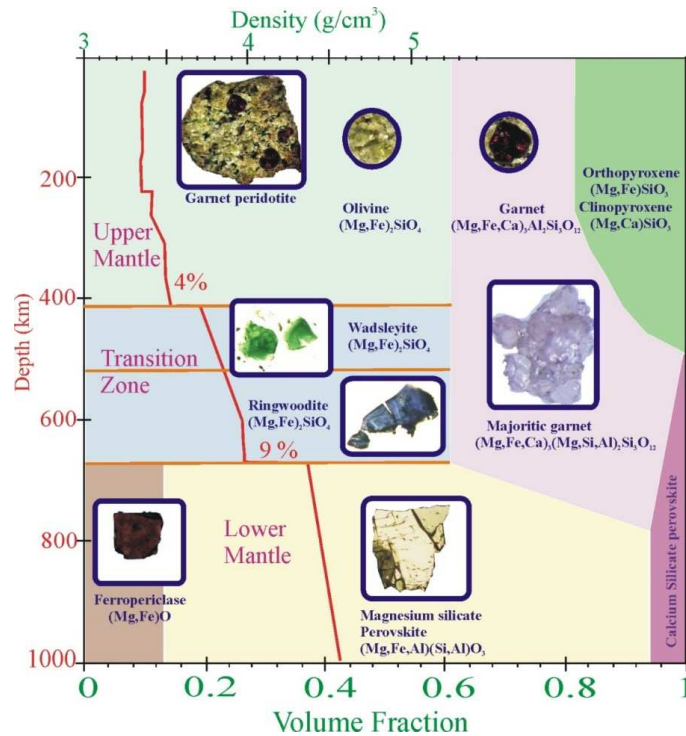 Density (g/cm³)
3
4
5
200
400
600
800
1000
Depth (km)
Upper Mantle
4%
Garnet peridotite
Olivine
(Mg,Fe)₂SiO₄
Garnet
(Mg,Fe,Ca)₃Al₂Si₃O₁₂
Orthopyroxene
(Mg,Fe)SiO₃
Clinopyroxene
(Mg,Ca)SiO₃
Transition
Zone
Wadsleyite
(Mg,Fe)₂SiO₄
Ringwoodite
(Mg,Fe)₂SiO₄
9 %
Majoritic garnet
(Mg,Fe,Ca)₃(Mg,Si,Al)₂Si₃O₁₂
Lower
Mantle
Ferropericlase
(Mg,Fe)O
Magnesium silicate
Perovskite
(Mg,Fe,Al)(Si,Al)O₃
Calcium Silicate perovskite
0
0.2
0.4
0.6
0.8
1
Volume Fraction